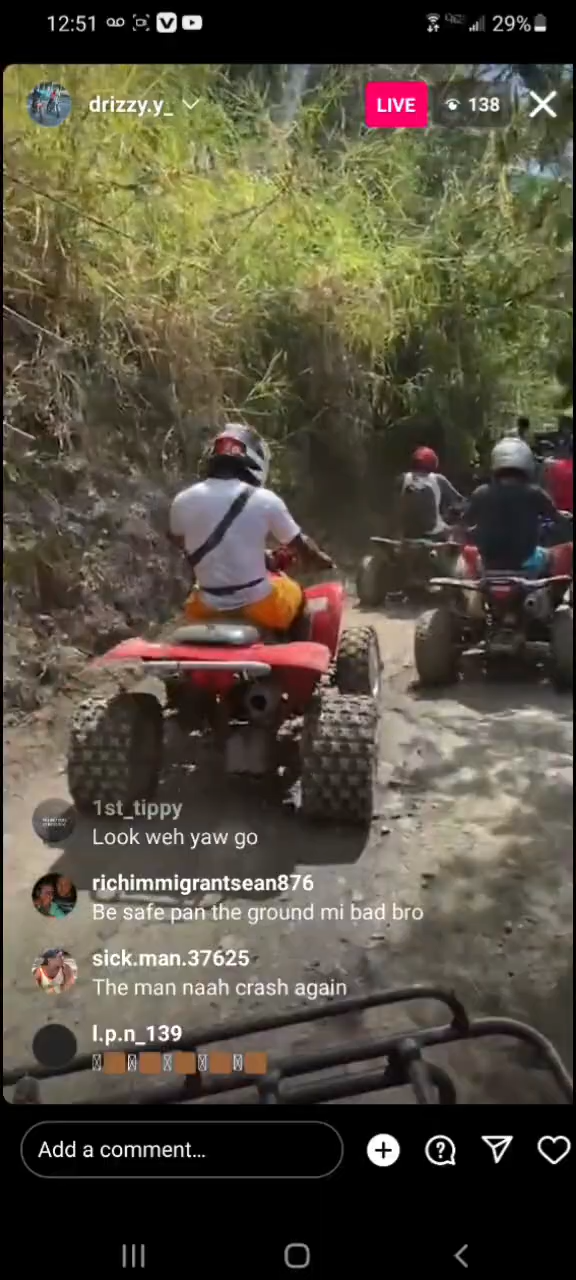 12:51
29%
drizzy.y_
LIVE
138
1st_tippy
Look weh yaw go
richimmigrantsean876
Be safe pan the ground mi bad bro
sick.man.37625
The man naah crash again
l.p.n_139
Add a comment…